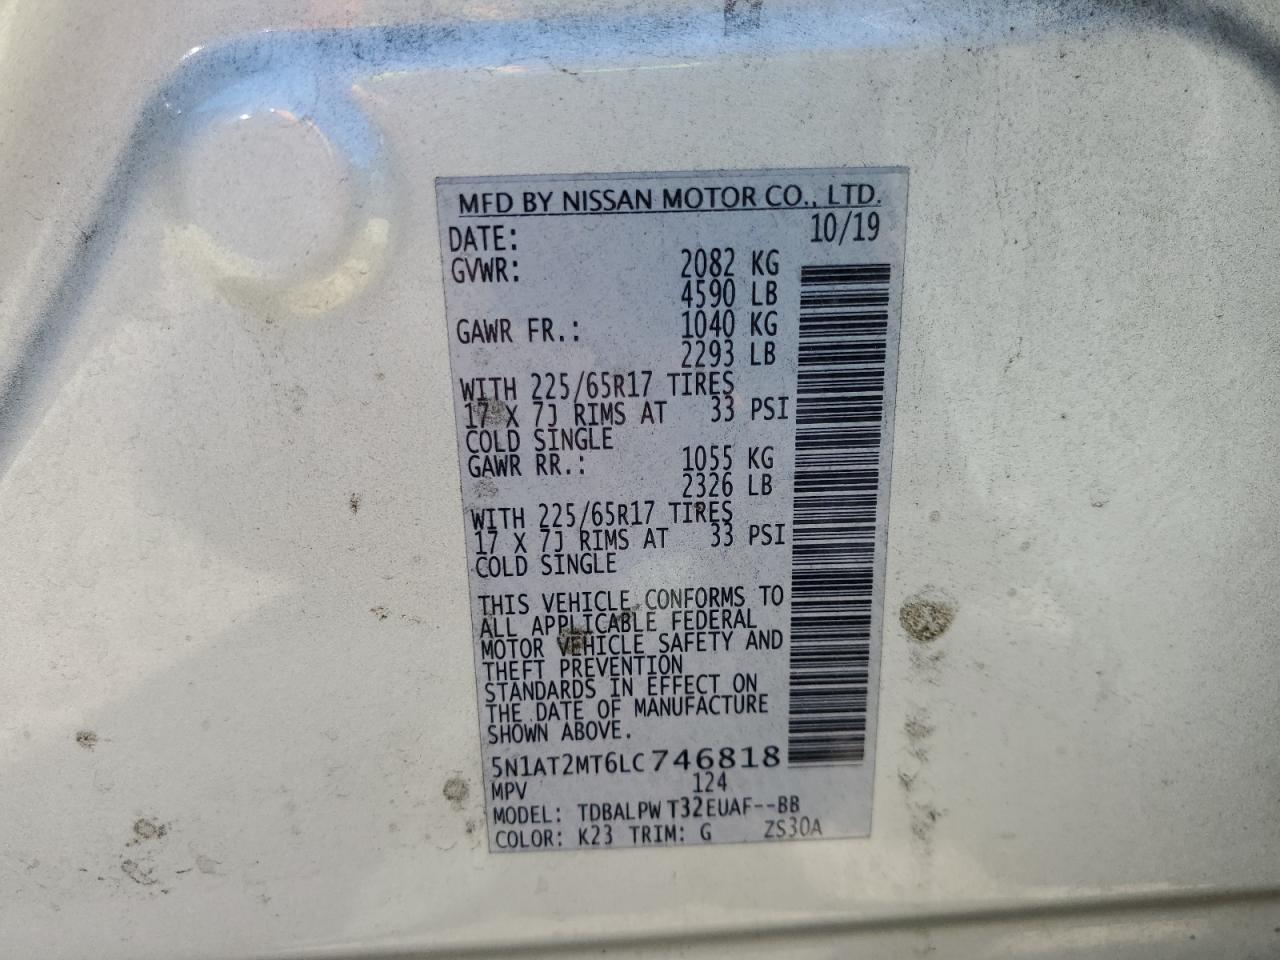 MFD BY NISSAN MOTOR CO., LTD.
DATE: 10/19
GVWR: 2082 KG
4590 LB
GAWR FR.: 1040 KG
2293 LB
WITH 225/65R17 TIRES
17 X 7J RIMS AT 33 PSI
COLD SINGLE
GAWR RR.: 1055 KG
2326 LB
WITH 225/65R17 TIRES
17 X 7J RIMS AT 33 PSI
COLD SINGLE
THIS VEHICLE CONFORMS TO
ALL APPLICABLE FEDERAL
MOTOR VEHICLE SAFETY AND
THEFT PREVENTION
STANDARDS IN EFFECT ON
THE DATE OF MANUFACTURE
SHOWN ABOVE.
5N1AT2MT6LC746818
MPV 124
MODEL: TDBALPW T32EUAF--BB
COLOR: K23 TRIM: G ZS30A